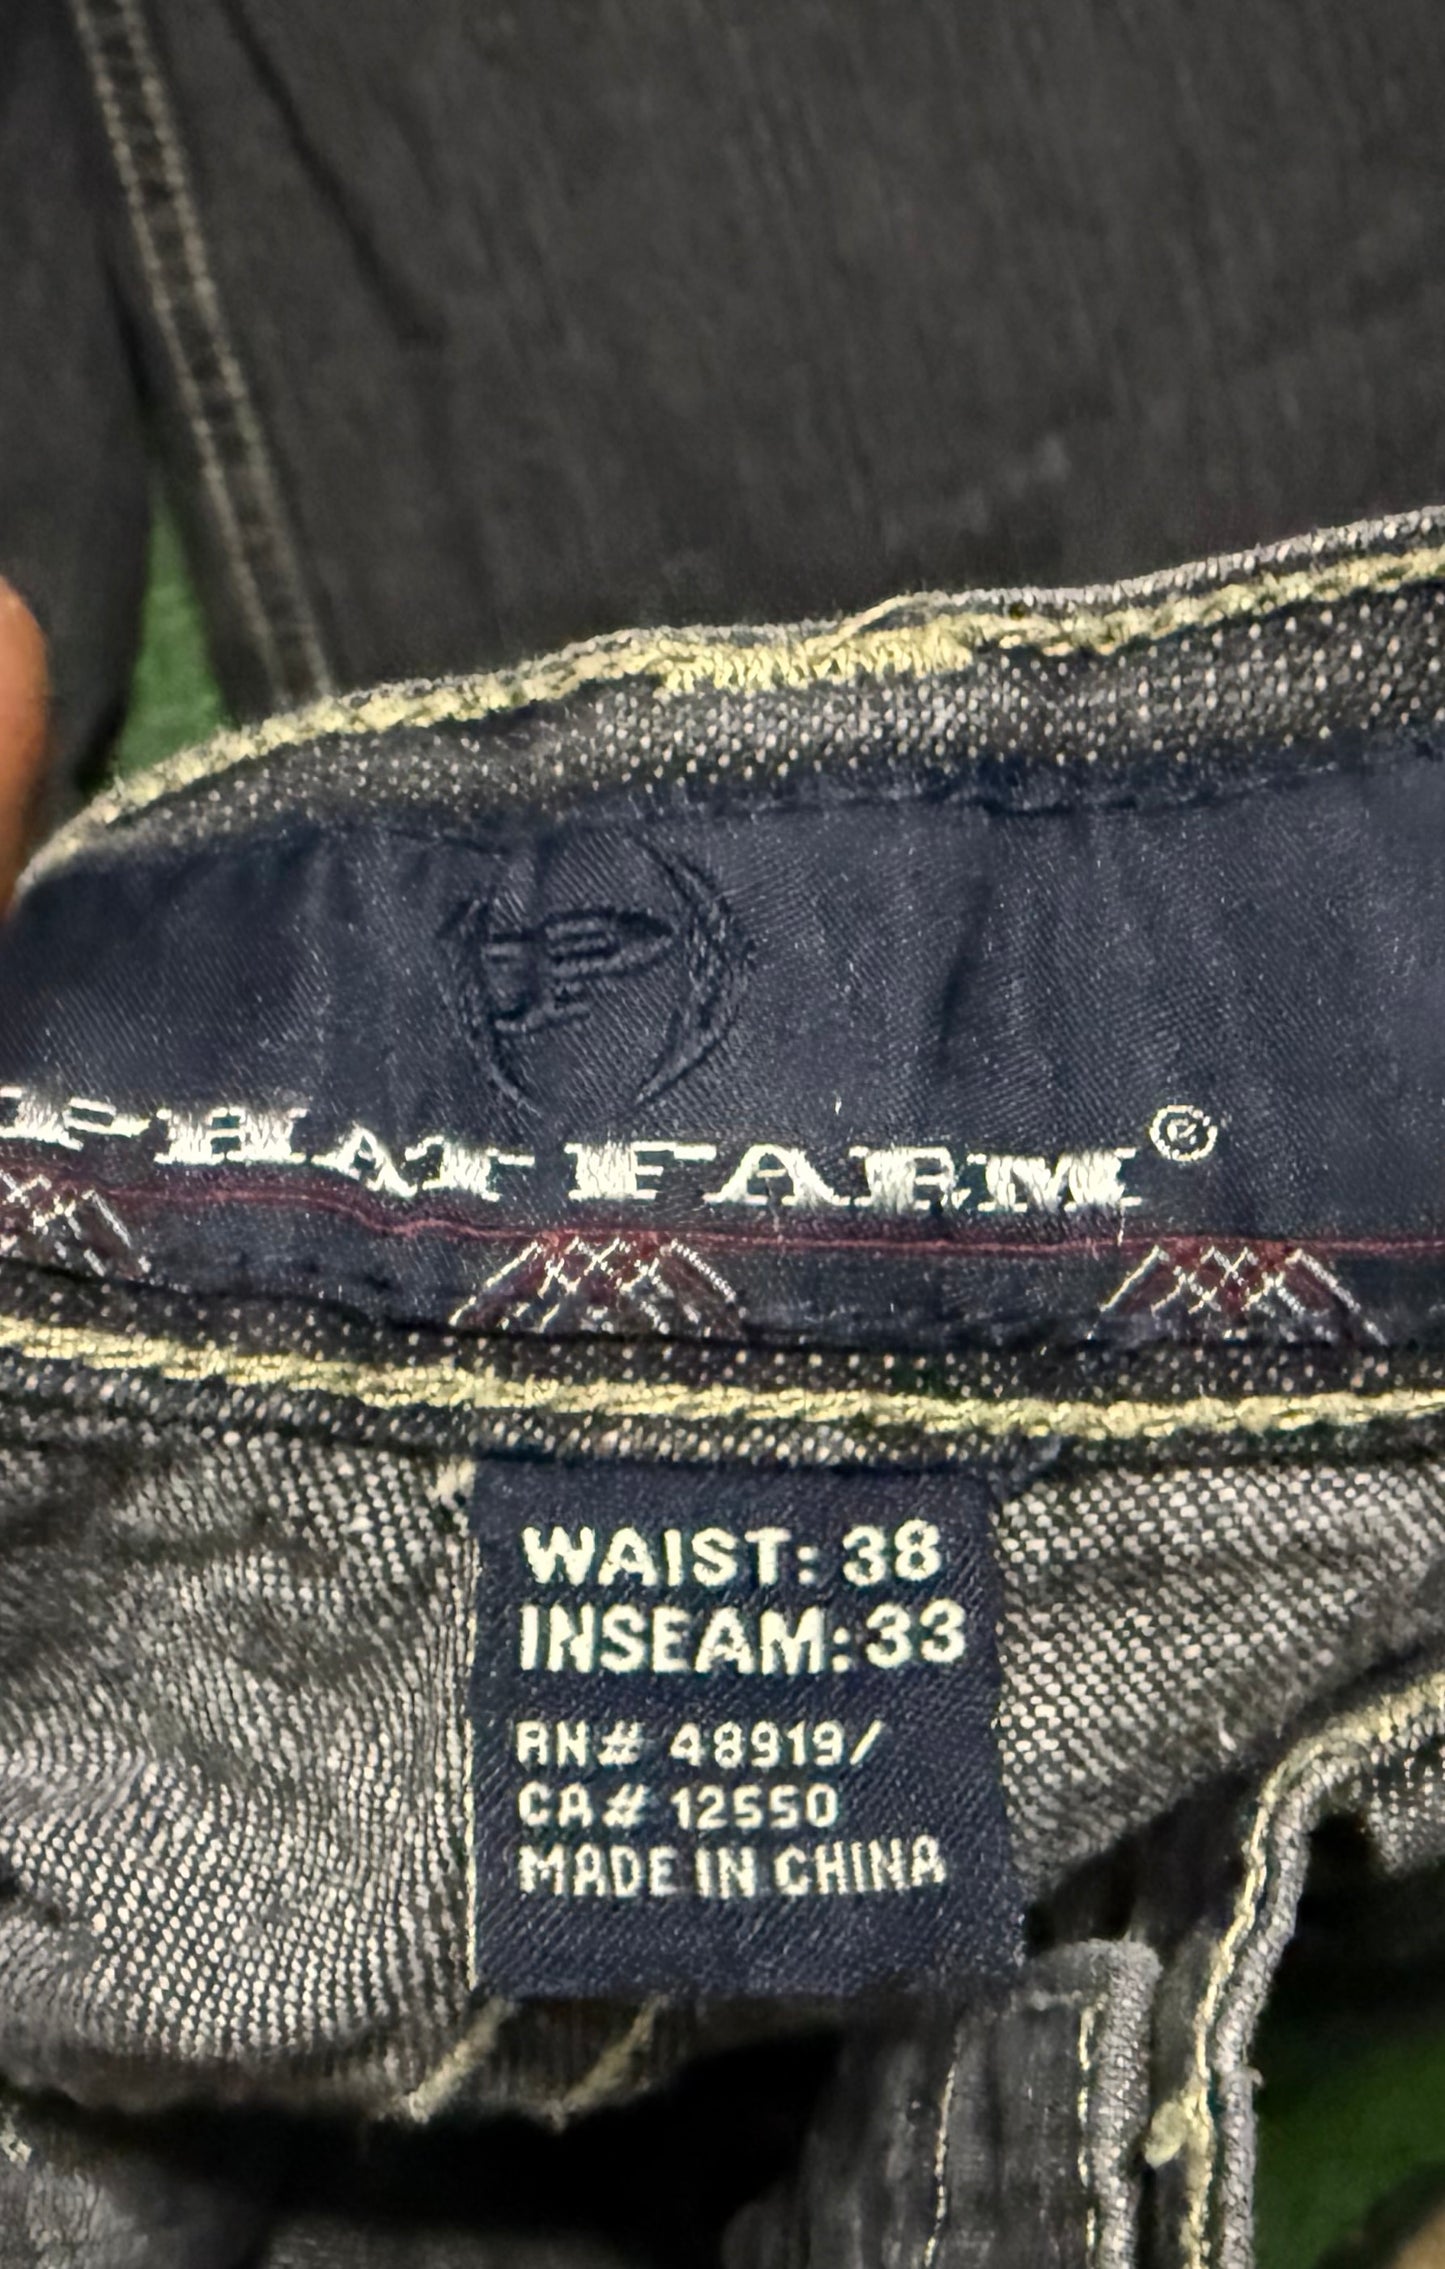 PHAT FARM®
WAIST: 38
INSEAM: 33
RN# 48919/
CA# 12550
MADE IN CHINA